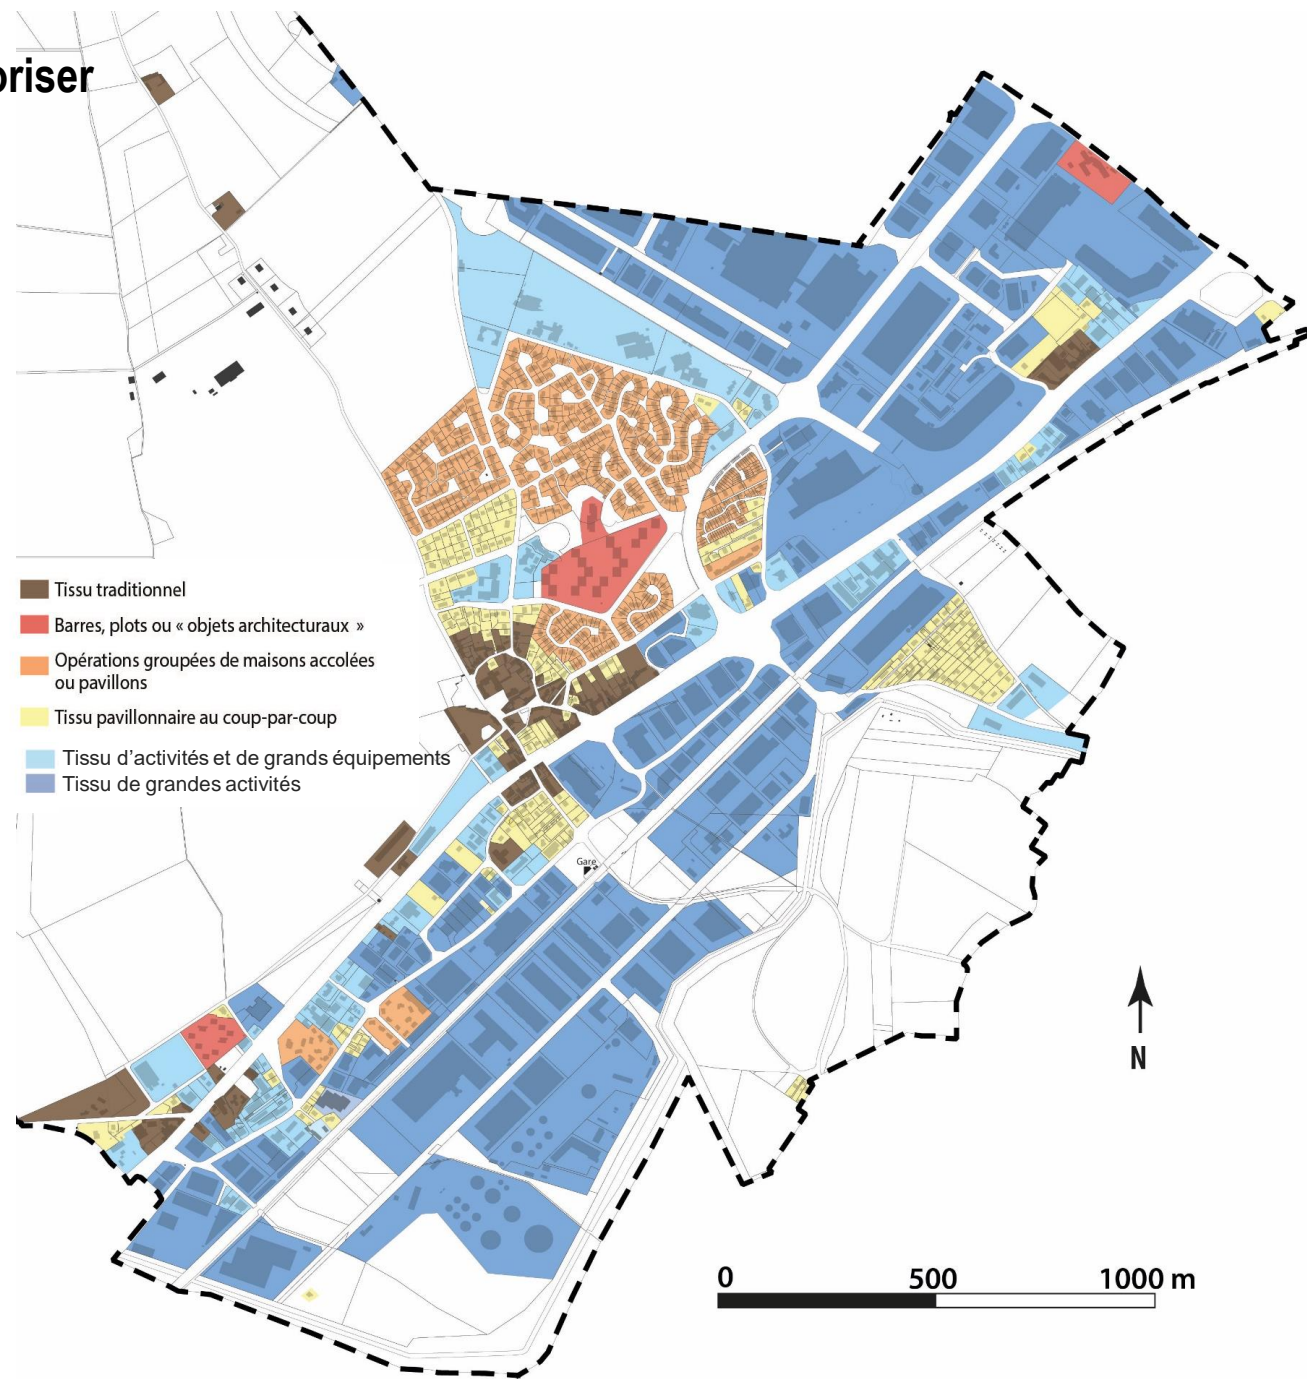 oriser
Tissu traditionnel
Barres, plots ou « objets architecturaux »
Opérations groupées de maisons accolées
ou pavillons
Tissu pavillonnaire au coup-par-coup
Tissu d'activités et de grands équipements
Tissu de grandes activités
Gare
N
0 500 1000 m